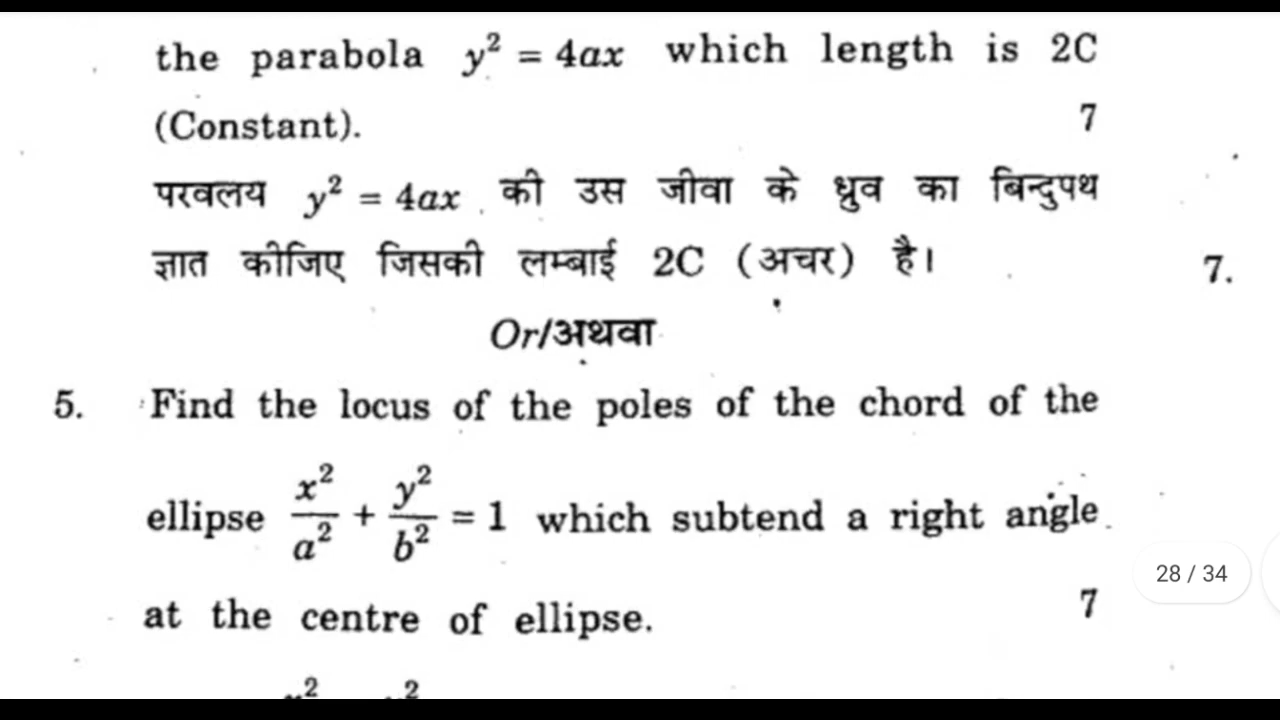 the parabola y² = 4ax which length is 2C
(Constant). 7
परवलय y² = 4ax की उस जीवा के ध्रुव का बिन्दुपथ
ज्ञात कीजिए जिसकी लम्बाई 2C (अचर) है। 7.
Or/अथवा
5. Find the locus of the poles of the chord of the
ellipse x²/a² + y²/b² = 1 which subtend a right angle
28 / 34
at the centre of ellipse. 7